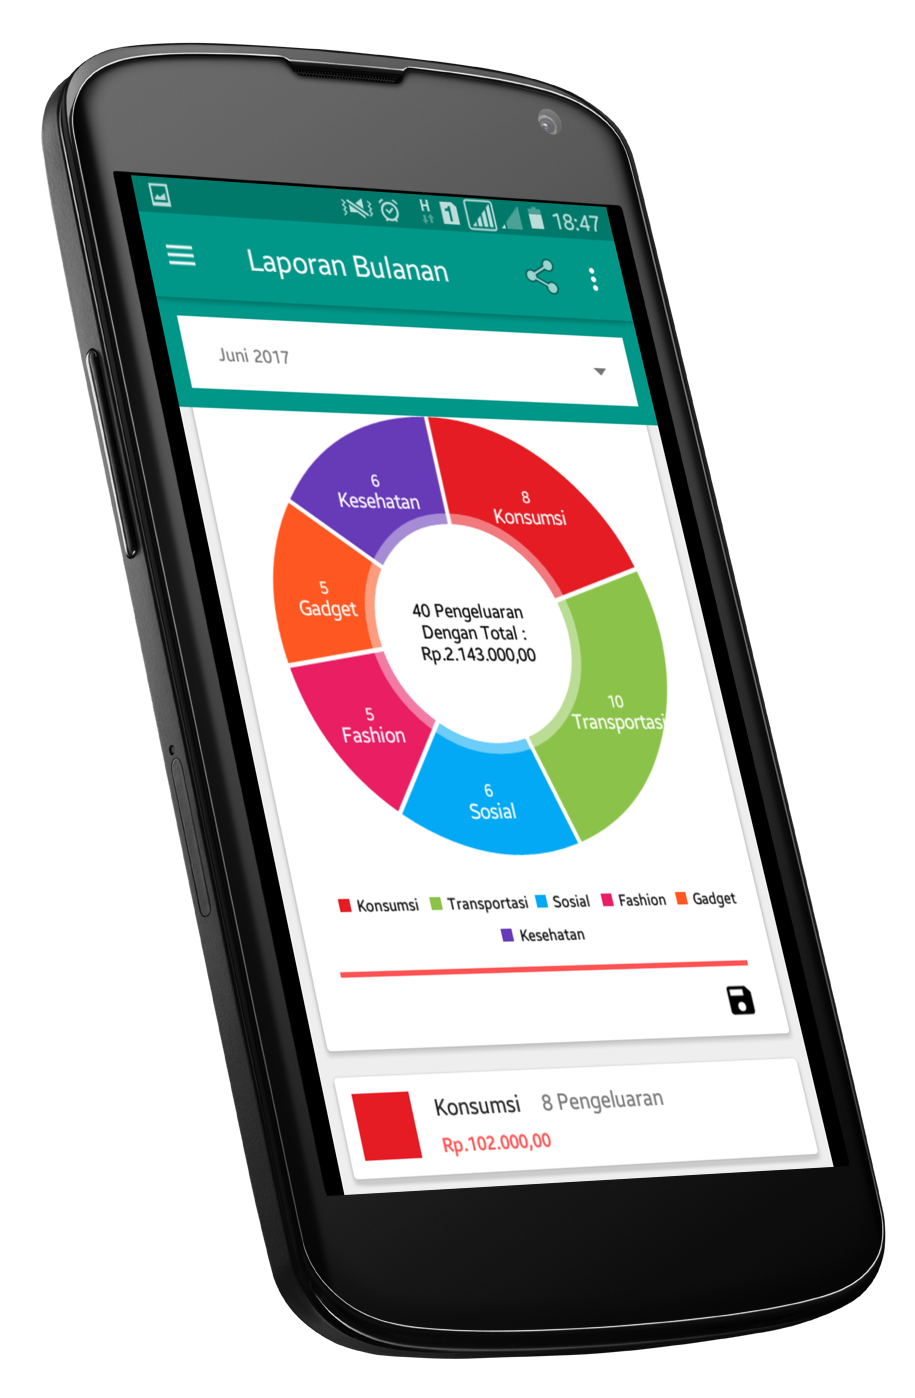 H 1 18:47
Laporan Bulanan
Juni 2017
6
Kesehatan
8
Konsumsi
5
Gadget
40 Pengeluaran
Dengan Total :
Rp.2.143.000,00
10
Transportasi
5
Fashion
6
Sosial
Konsumsi Transportasi Sosial Fashion Gadget
Kesehatan
Konsumsi 8 Pengeluaran
Rp.102.000,00